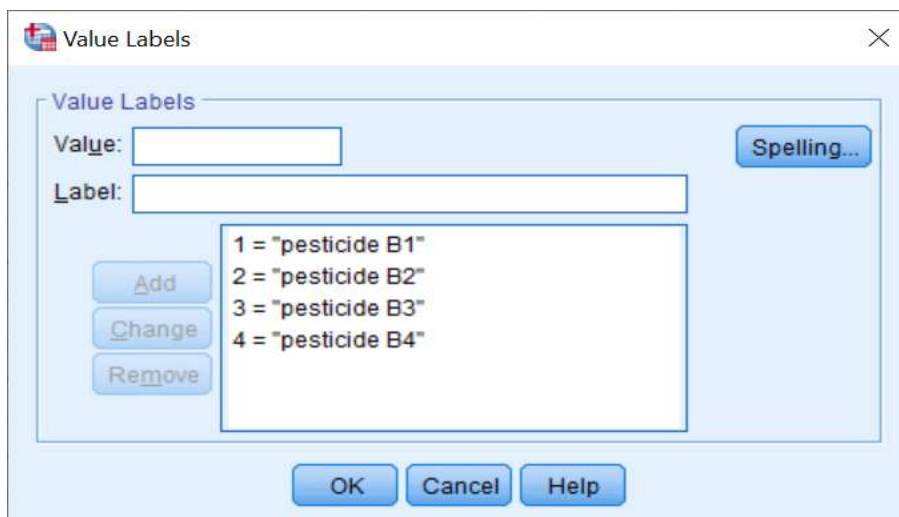 Value Labels
Value Labels
Value:
Spelling...
Label:
1 = "pesticide B1"
2 = "pesticide B2"
3 = "pesticide B3"
4 = "pesticide B4"
Add
Change
Remove
OK Cancel Help